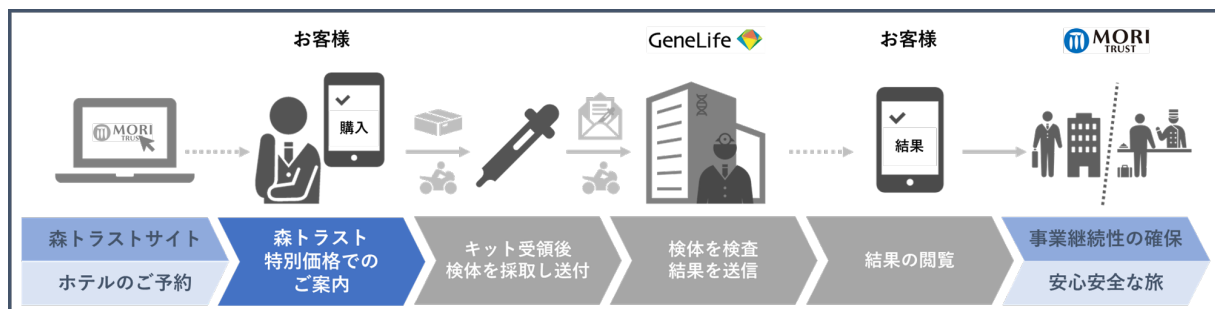 お客様
GeneLife
お客様
MORI
TRUST
MORI
TRUST
購入
結果
森トラストサイト
ホテルのご予約
森トラスト
特別価格での
ご案内
キット受領後
検体を採取し送付
検体を検査
結果を送信
結果の閲覧
事業継続性の確保
安心安全な旅